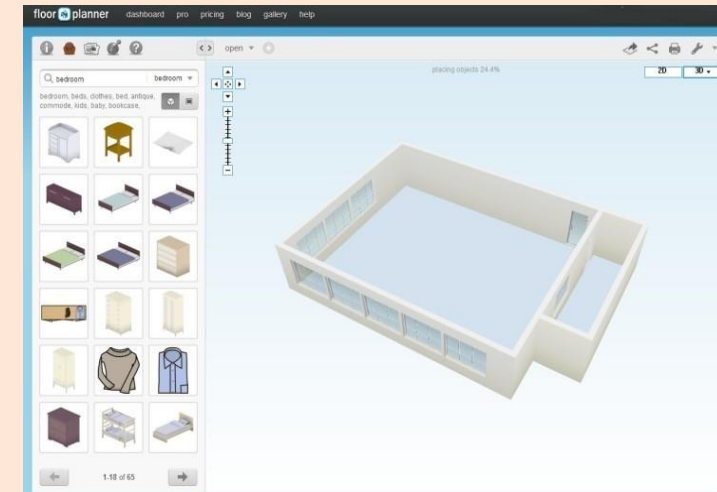 floor planner dashboard pro pricing blog gallery help
open
placing objects 24.4%
2D 3D
bedroom bedroom
bedroom, beds, clothes, bed, antique,
commode, kids, baby, bookcase,
1-18 of 65